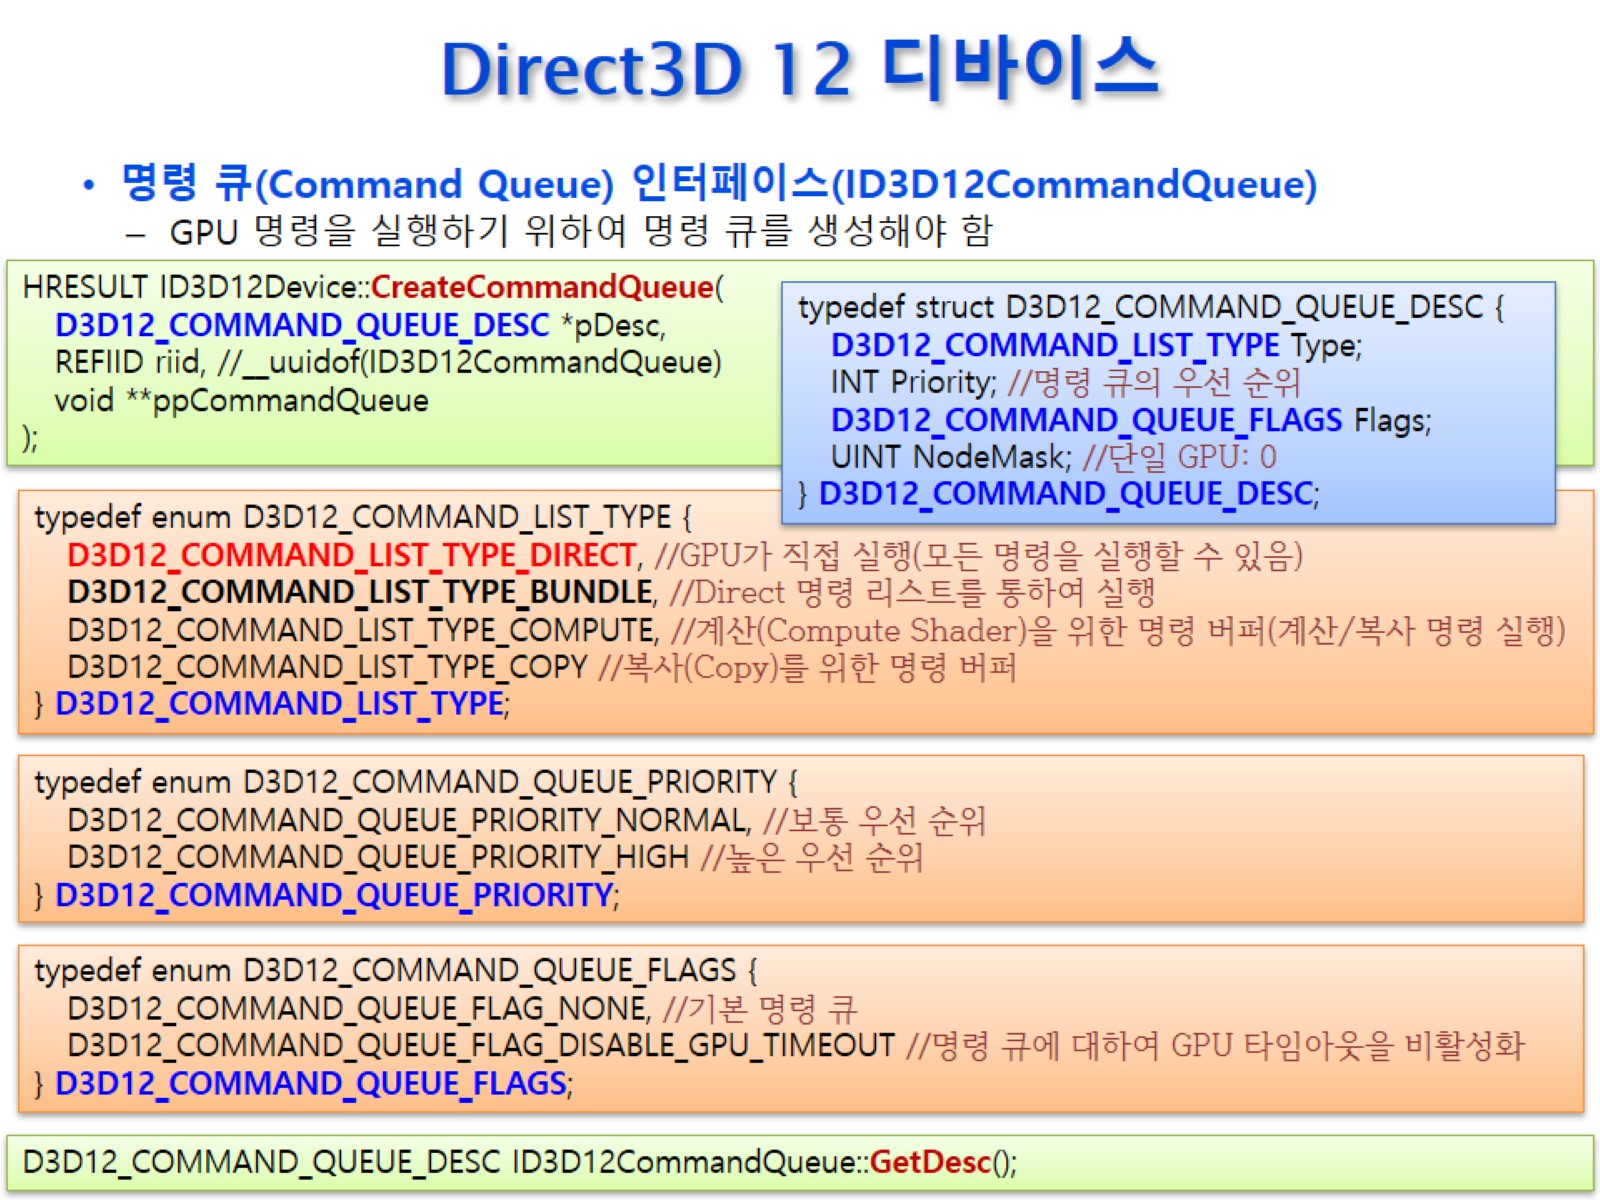 Direct3D 12 디바이스
• 명령 큐(Command Queue) 인터페이스(ID3D12CommandQueue)
– GPU 명령을 실행하기 위하여 명령 큐를 생성해야 함
HRESULT ID3D12Device::CreateCommandQueue(
D3D12_COMMAND_QUEUE_DESC *pDesc,
REFIID riid, //__uuidof(ID3D12CommandQueue)
void **ppCommandQueue
);
typedef struct D3D12_COMMAND_QUEUE_DESC {
D3D12_COMMAND_LIST_TYPE Type;
INT Priority; //명령 큐의 우선 순위
D3D12_COMMAND_QUEUE_FLAGS Flags;
UINT NodeMask; //단일 GPU: 0
} D3D12_COMMAND_QUEUE_DESC;
typedef enum D3D12_COMMAND_LIST_TYPE {
D3D12_COMMAND_LIST_TYPE_DIRECT, //GPU가 직접 실행(모든 명령을 실행할 수 있음)
D3D12_COMMAND_LIST_TYPE_BUNDLE, //Direct 명령 리스트를 통하여 실행
D3D12_COMMAND_LIST_TYPE_COMPUTE, //계산(Compute Shader)을 위한 명령 버퍼(계산/복사 명령 실행)
D3D12_COMMAND_LIST_TYPE_COPY //복사(Copy)를 위한 명령 버퍼
} D3D12_COMMAND_LIST_TYPE;
typedef enum D3D12_COMMAND_QUEUE_PRIORITY {
D3D12_COMMAND_QUEUE_PRIORITY_NORMAL, //보통 우선 순위
D3D12_COMMAND_QUEUE_PRIORITY_HIGH //높은 우선 순위
} D3D12_COMMAND_QUEUE_PRIORITY;
typedef enum D3D12_COMMAND_QUEUE_FLAGS {
D3D12_COMMAND_QUEUE_FLAG_NONE, //기본 명령 큐
D3D12_COMMAND_QUEUE_FLAG_DISABLE_GPU_TIMEOUT //명령 큐에 대하여 GPU 타임아웃을 비활성화
} D3D12_COMMAND_QUEUE_FLAGS;
D3D12_COMMAND_QUEUE_DESC ID3D12CommandQueue::GetDesc();